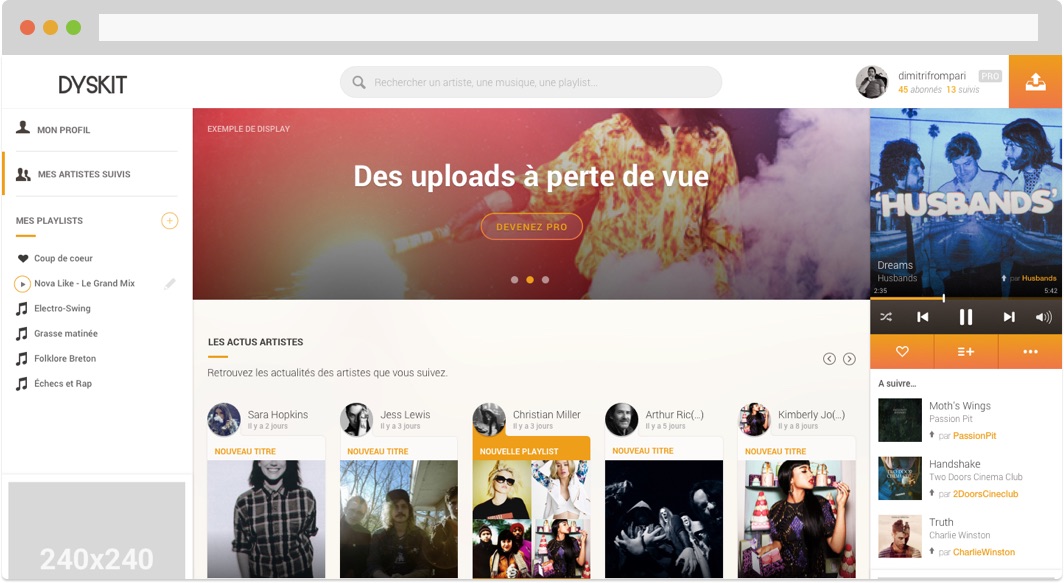 DYSKIT
Rechercher un artiste, une musique, une playlist...
dimitrifrompari PRO
45 abonnés 13 suivis
MON PROFIL
MES ARTISTES SUIVIS
MES PLAYLISTS
Coup de coeur
Nova Like - Le Grand Mix
Electro-Swing
Grasse matinée
Folklore Breton
Échecs et Rap
240x240
EXEMPLE DE DISPLAY
Des uploads à perte de vue
DEVENEZ PRO
LES ACTUS ARTISTES
Retrouvez les actualités des artistes que vous suivez.
Sara Hopkins
Il y a 2 jours
NOUVEAU TITRE
Jess Lewis
Il y a 3 jours
NOUVEAU TITRE
Christian Miller
Il y a 3 jours
NOUVELLE PLAYLIST
Arthur Ric(...)
Il y a 5 jours
NOUVEAU TITRE
Kimberly Jo(...)
Il y a 8 jours
NOUVEAU TITRE
'HUSBANDS'
Dreams
Husbands
par Husbands
2:35
5:42
A suivre...
Moth's Wings
Passion Pit
par PassionPit
Handshake
Two Doors Cinema Club
par 2DoorsCineclub
Truth
Charlie Winston
par CharlieWinston